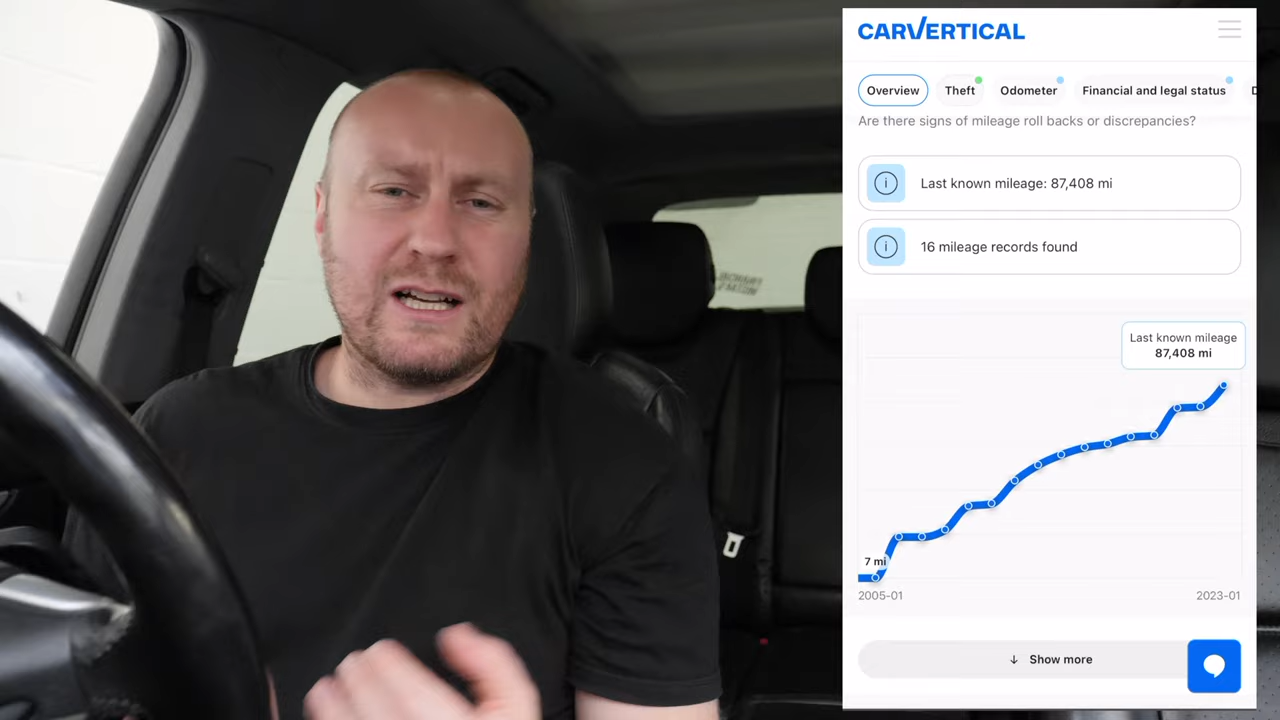 CARVERTICAL
Overview
Theft
Odometer
Financial and legal status
D
Are there signs of mileage roll backs or discrepancies?
Last known mileage: 87,408 mi
16 mileage records found
Last known mileage
87,408 mi
7 mi
2005-01
2023-01
Show more